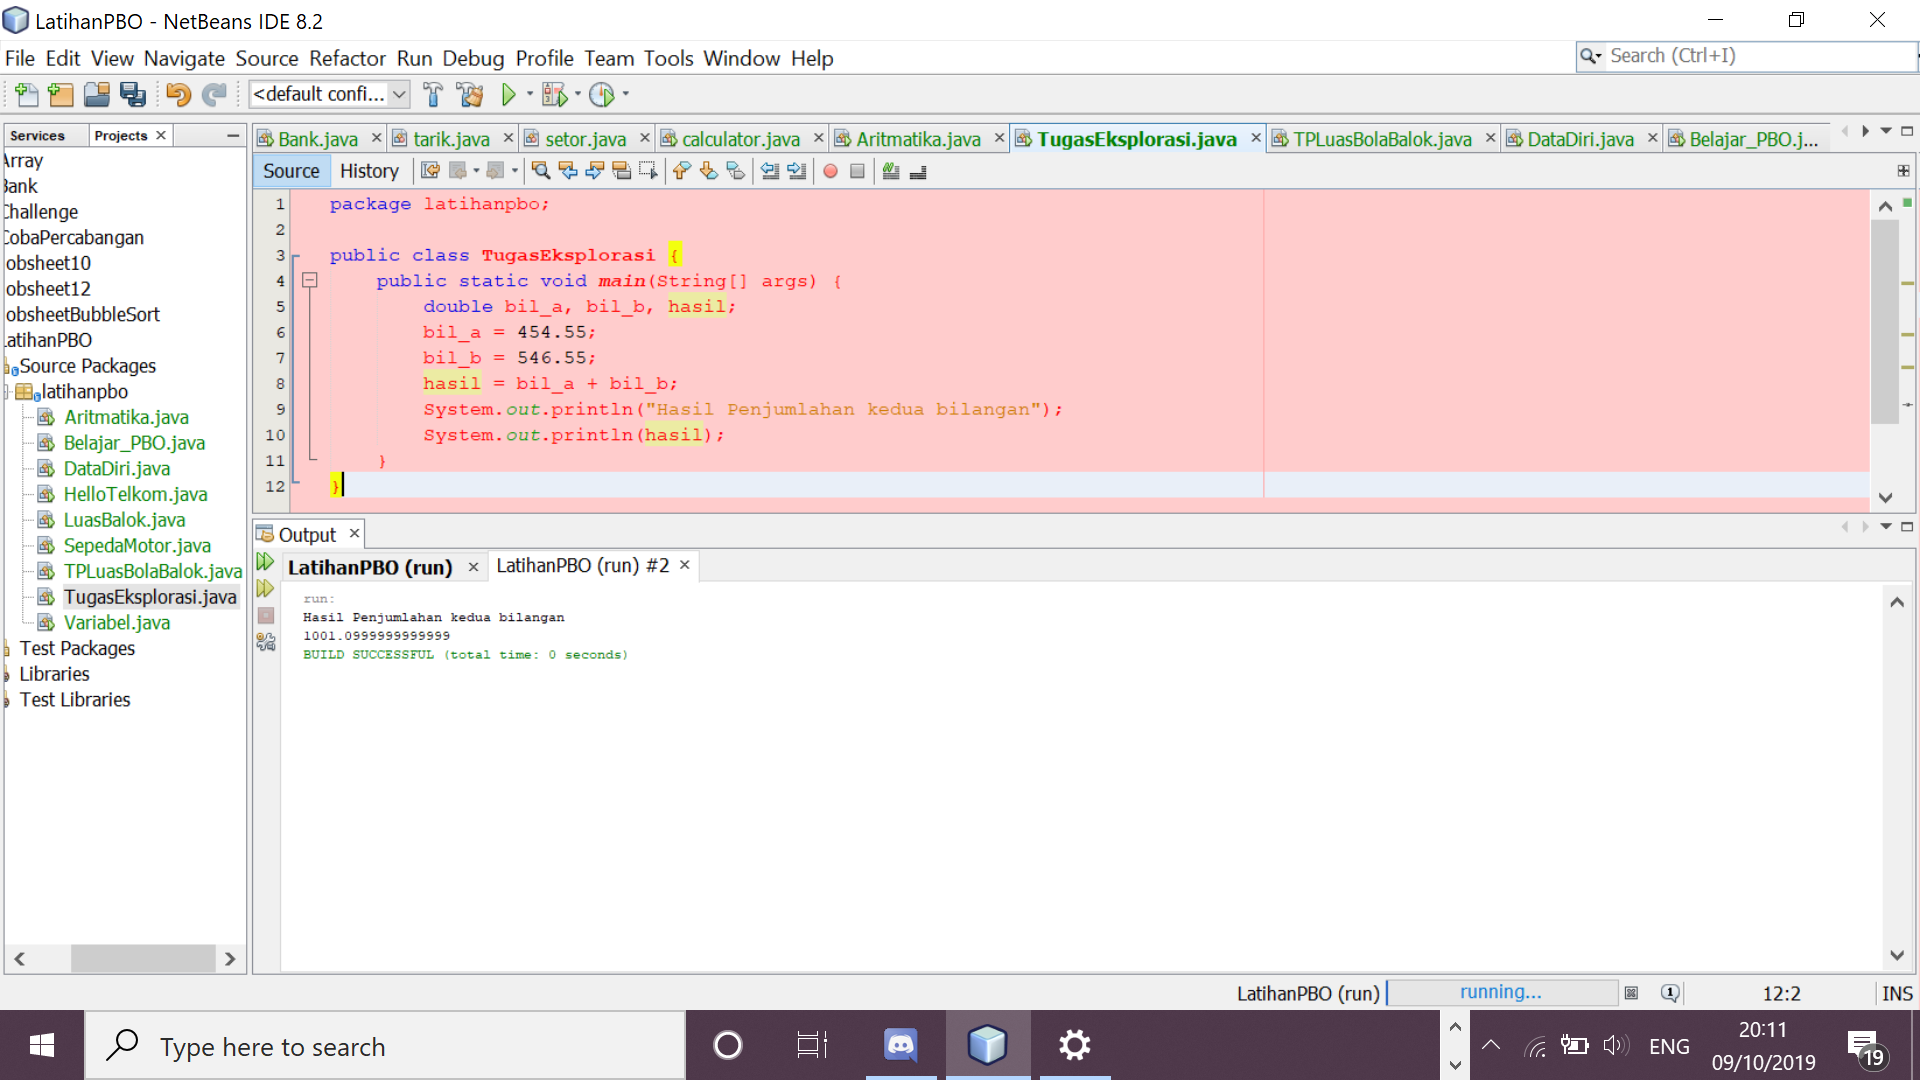 LatihanPBO - NetBeans IDE 8.2
File Edit View Navigate Source Refactor Run Debug Profile Team Tools Window Help
Search (Ctrl+I)
<default confi...
Services Projects
Bank.java tarik.java setor.java calculator.java Aritmatika.java TugasEksplorasi.java TPLuasBolaBalok.java DataDiri.java Belajar_PBO.j...
Source History
Array
Bank
Challenge
CobaPercabangan
obsheet10
obsheet12
obsheetBubbleSort
LatihanPBO
Source Packages
latihanpbo
Aritmatika.java
Belajar_PBO.java
DataDiri.java
HelloTelkom.java
LuasBalok.java
SepedaMotor.java
TPLuasBolaBalok.java
TugasEksplorasi.java
Variabel.java
Test Packages
Libraries
Test Libraries
1 package latihanpbo;
2
3 public class TugasEksplorasi {
4 public static void main(String[] args) {
5 double bil_a, bil_b, hasil;
6 bil_a = 454.55;
7 bil_b = 546.55;
8 hasil = bil_a + bil_b;
9 System.out.println("Hasil Penjumlahan kedua bilangan");
10 System.out.println(hasil);
11 }
12 }
Output
LatihanPBO (run) LatihanPBO (run) #2
run:
Hasil Penjumlahan kedua bilangan
1001.0999999999999
BUILD SUCCESSFUL (total time: 0 seconds)
LatihanPBO (run) running... 1 12:2 INS
Type here to search
ENG
20:11
09/10/2019
19